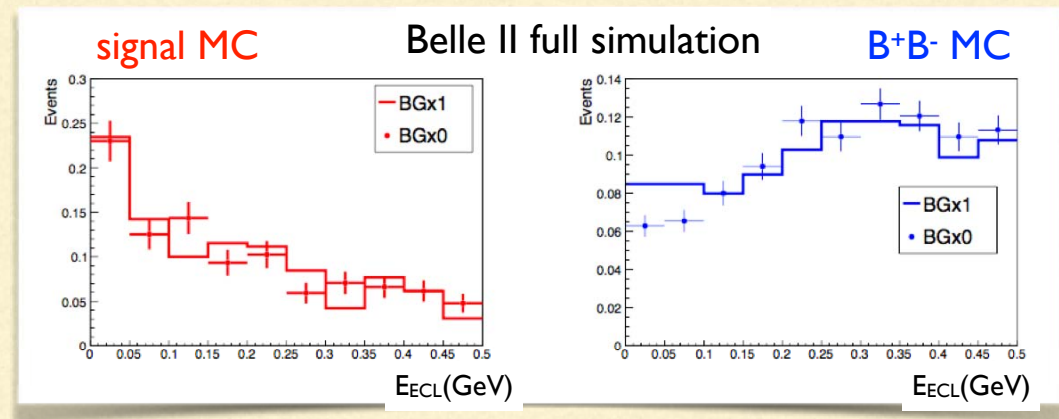 signal MC
Belle II full simulation
B+B- MC
Events
0.3
0.25
0.2
0.15
0.1
0.05
0
BGx1
BGx0
0 0.05 0.1 0.15 0.2 0.25 0.3 0.35 0.4 0.45 0.5
EECL(GeV)
Events
0.14
0.12
0.1
0.08
0.06
0.04
0.02
0
BGx1
BGx0
0 0.05 0.1 0.15 0.2 0.25 0.3 0.35 0.4 0.45 0.5
EECL(GeV)